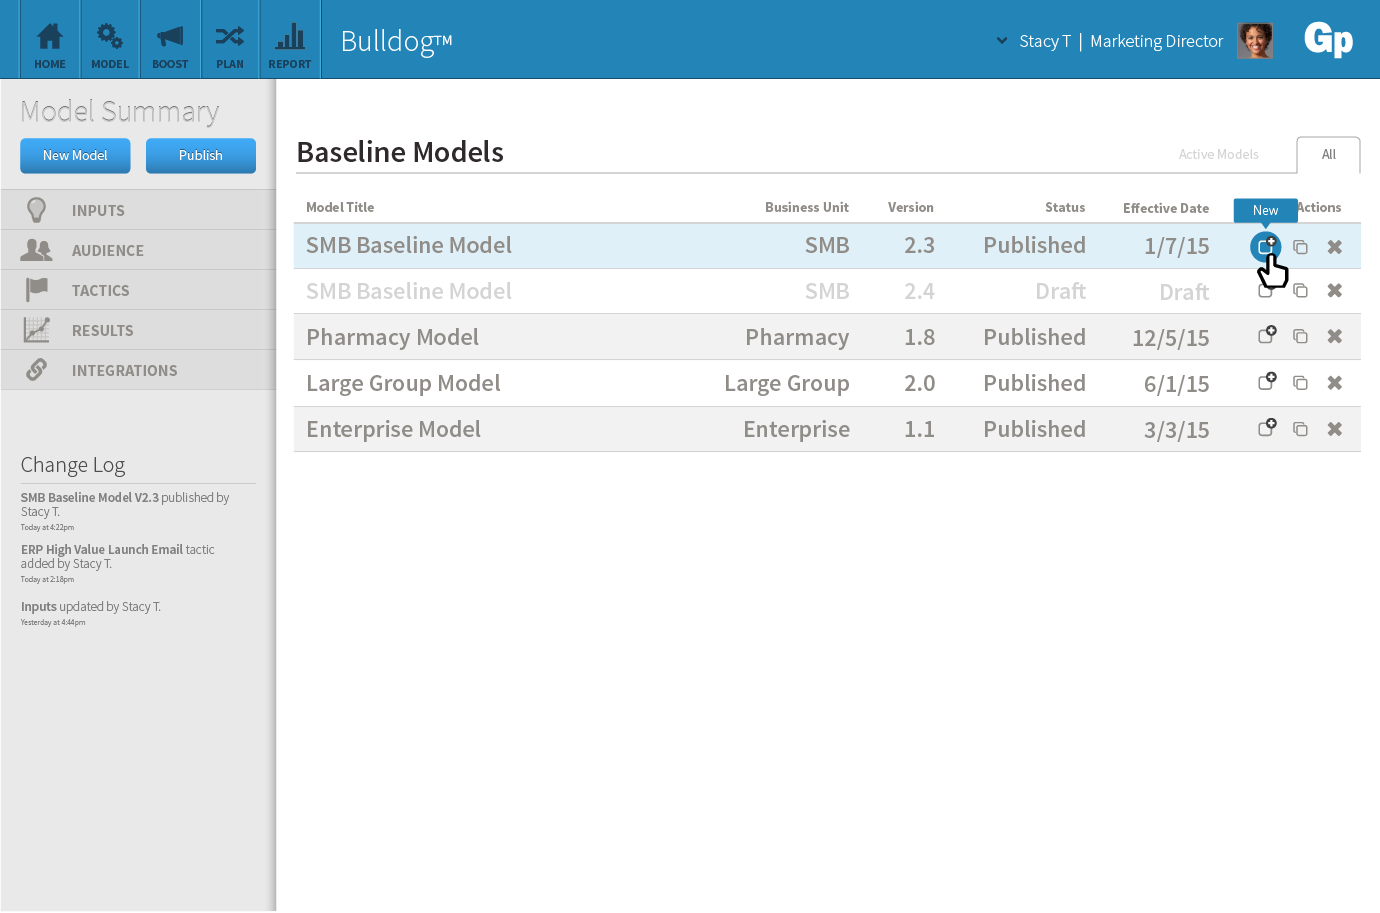 HOME MODEL BOOST PLAN REPORT
Bulldog™
Stacy T | Marketing Director
Gp
Model Summary
New Model Publish
INPUTS
AUDIENCE
TACTICS
RESULTS
INTEGRATIONS
Change Log
SMB Baseline Model V2.3 published by
Stacy T.
Today at 4:22pm
ERP High Value Launch Email tactic
added by Stacy T.
Today at 2:18pm
Inputs updated by Stacy T.
Yesterday at 4:44pm
Baseline Models
Active Models All
Model Title Business Unit Version Status Effective Date New Actions
SMB Baseline Model SMB 2.3 Published 1/7/15
SMB Baseline Model SMB 2.4 Draft Draft
Pharmacy Model Pharmacy 1.8 Published 12/5/15
Large Group Model Large Group 2.0 Published 6/1/15
Enterprise Model Enterprise 1.1 Published 3/3/15